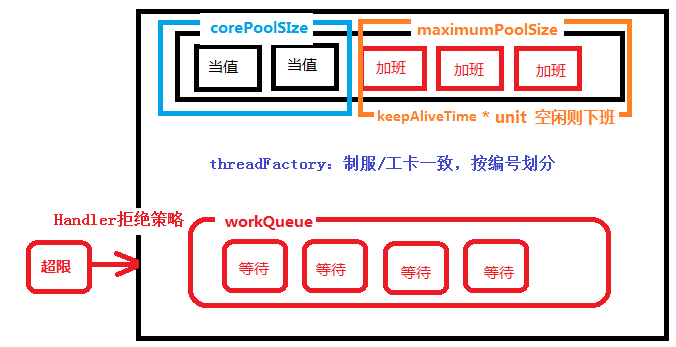 corePoolSIze
maximumPoolSize
当值
当值
加班
加班
加班
keepAliveTime * unit 空闲则下班
threadFactory：制服/工卡一致，按编号划分
Handler拒绝策略
workQueue
超限
等待
等待
等待
等待